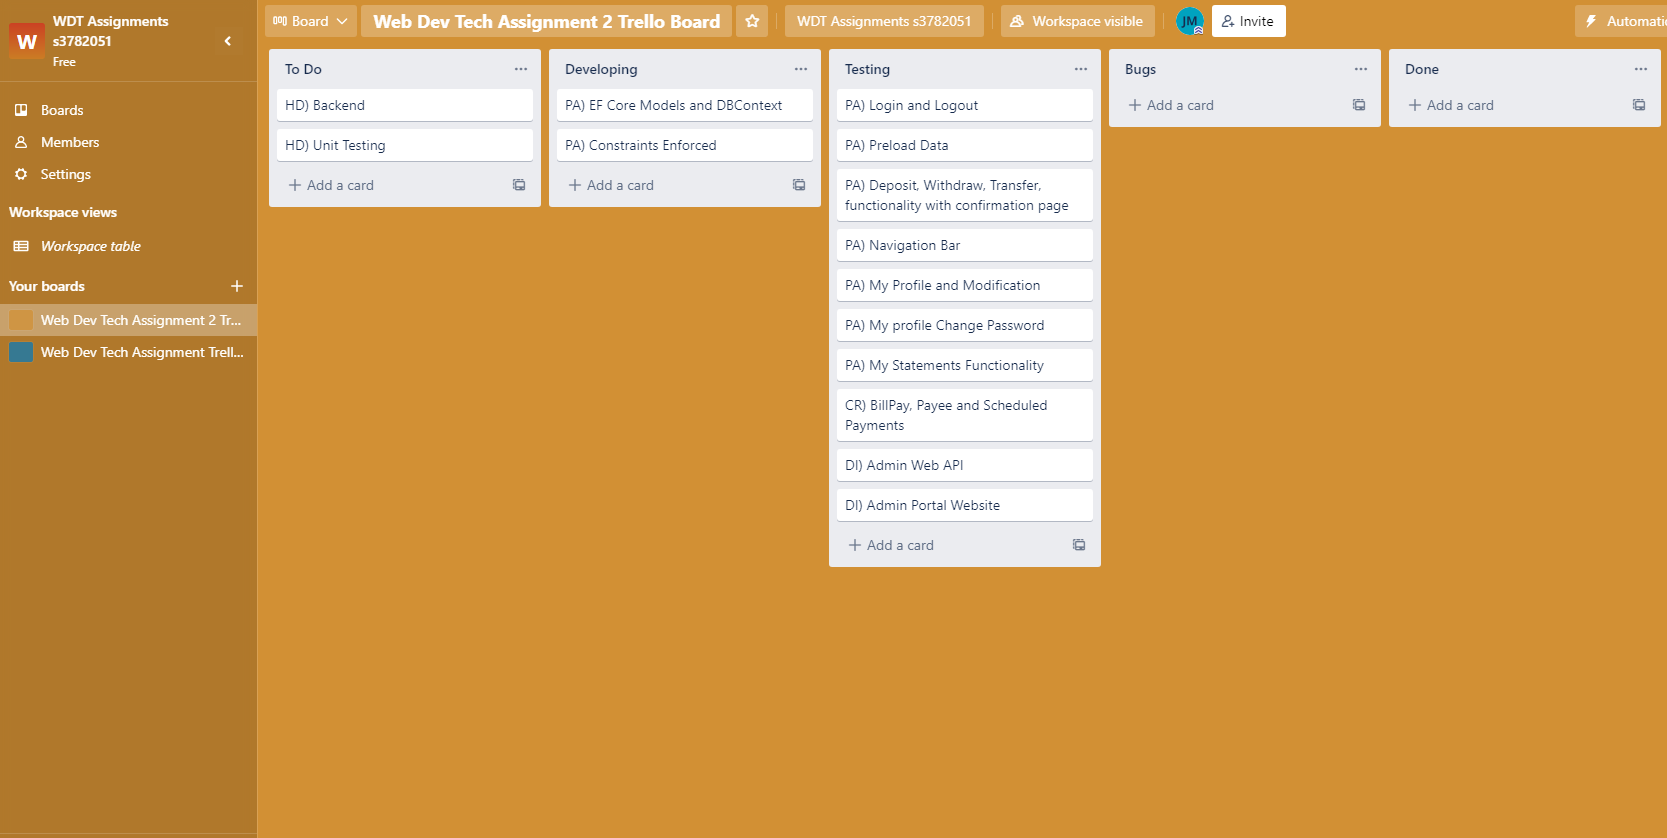 W
WDT Assignments
s3782051
Free
Boards
Members
Settings
Workspace views
Workspace table
Your boards
Web Dev Tech Assignment 2 Tr...
Web Dev Tech Assignment Trell...
Board
Web Dev Tech Assignment 2 Trello Board
WDT Assignments s3782051
Workspace visible
JM
Invite
Automatio
To Do
HD) Backend
HD) Unit Testing
Add a card
Developing
PA) EF Core Models and DBContext
PA) Constraints Enforced
Add a card
Testing
PA) Login and Logout
PA) Preload Data
PA) Deposit, Withdraw, Transfer,
functionality with confirmation page
PA) Navigation Bar
PA) My Profile and Modification
PA) My profile Change Password
PA) My Statements Functionality
CR) BillPay, Payee and Scheduled
Payments
DI) Admin Web API
DI) Admin Portal Website
Add a card
Bugs
Add a card
Done
Add a card